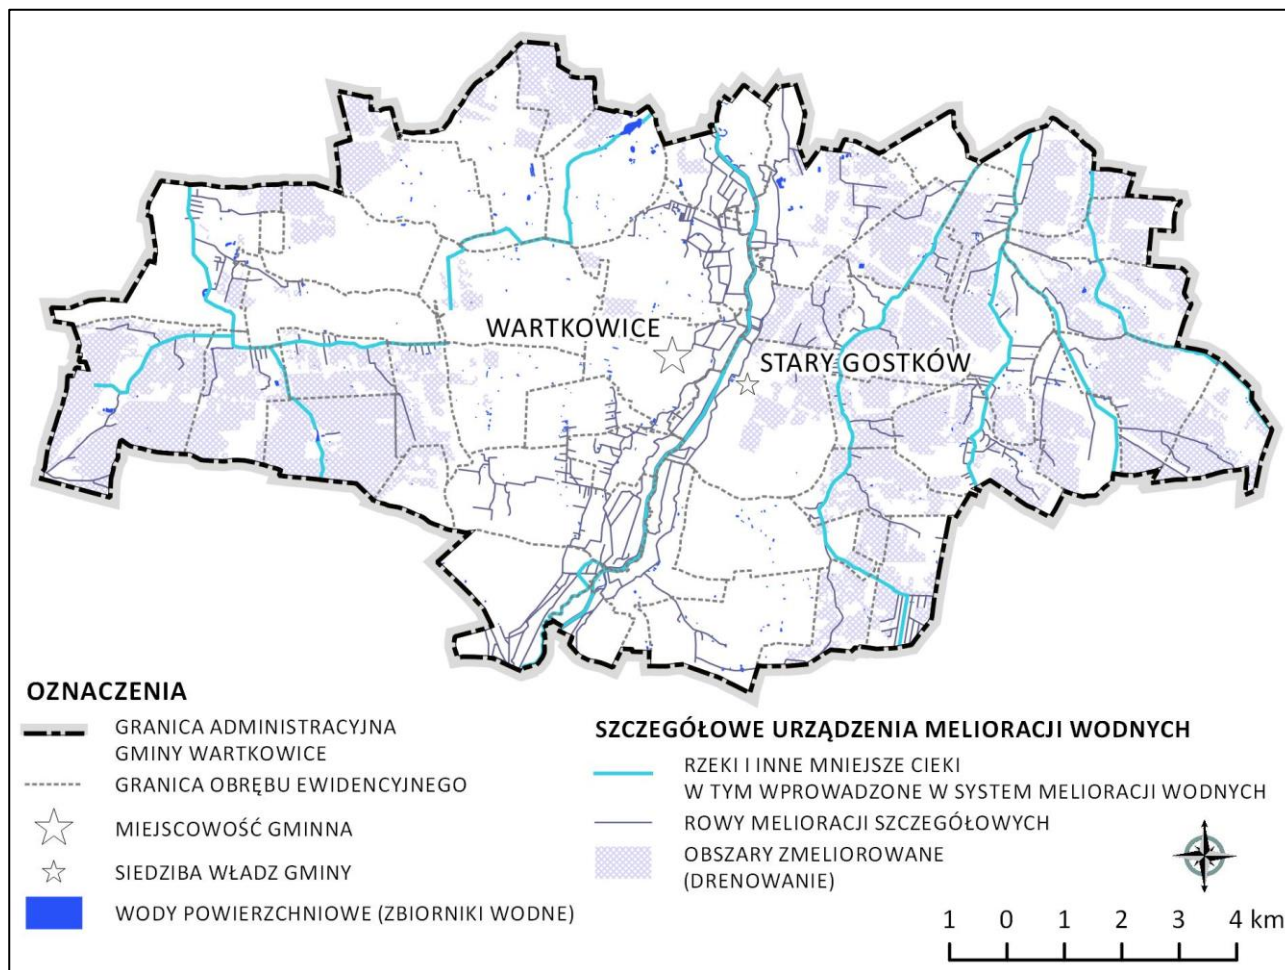 WARTKOWICE
STARY GOSTKÓW
OZNACZENIA
GRANICA ADMINISTRACYJNA
GMINY WARTKOWICE
GRANICA OBRĘBU EWIDENCYJNEGO
MIEJSCOWOŚĆ GMINNA
SIEDZIBA WŁADZ GMINY
WODY POWIERZCHNIOWE (ZBIORNIKI WODNE)
SZCZEGÓŁOWE URZĄDZENIA MELIORACJI WODNYCH
RZEKI I INNE MNIEJSZE CIEKI
W TYM WPROWADZONE W SYSTEM MELIORACJI WODNYCH
ROWY MELIORACJI SZCZEGÓŁOWYCH
OBSZARY ZMELIOROWANE
(DRENOWANIE)
1 0 1 2 3 4 km